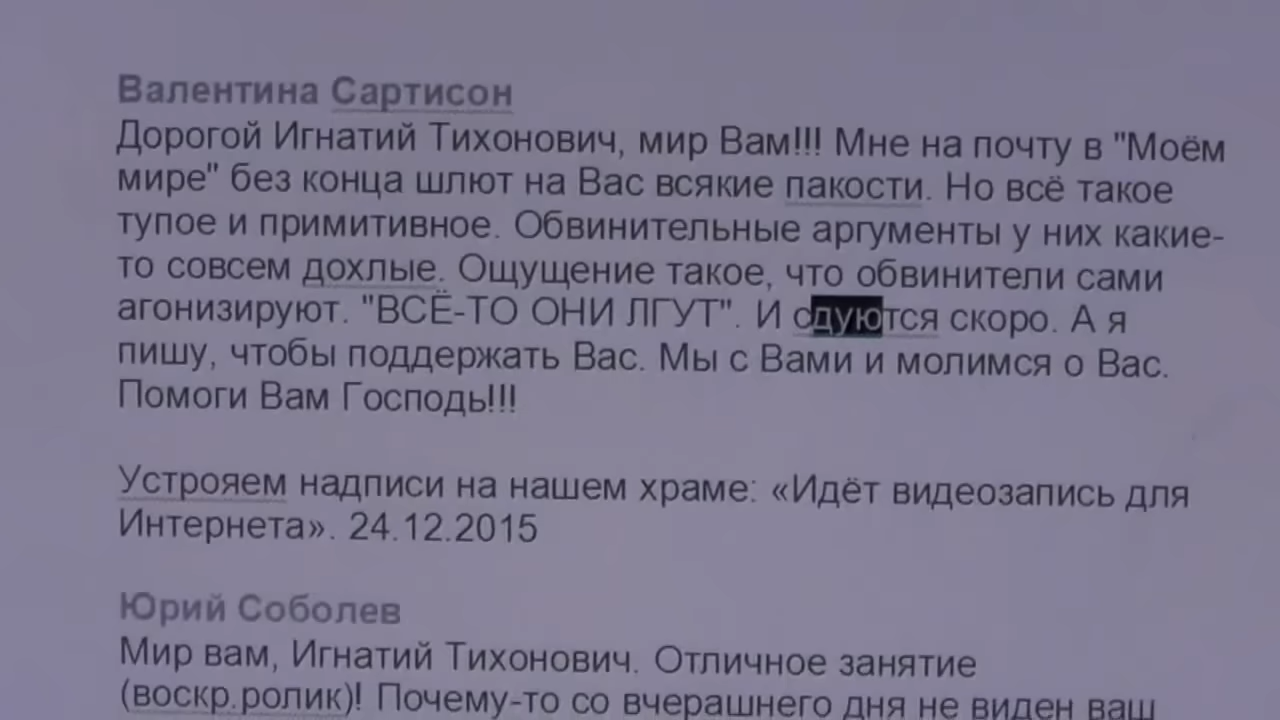 Валентина Сартисон
Дорогой Игнатий Тихонович, мир Вам!!! Мне на почту в "Моём
мире" без конца шлют на Вас всякие пакости. Но всё такое
тупое и примитивное. Обвинительные аргументы у них какие-
то совсем дохлые. Ощущение такое, что обвинители сами
агонизируют. "ВСЁ-ТО ОНИ ЛГУТ". И сдуются скоро. А я
пишу, чтобы поддержать Вас. Мы с Вами и молимся о Вас.
Помоги Вам Господь!!!
Устрояем надписи на нашем храме: «Идёт видеозапись для
Интернета». 24.12.2015
Юрий Соболев
Мир вам, Игнатий Тихонович. Отличное занятие
(воскр.ролик)! Почему-то со вчерашнего дня не виден ваш